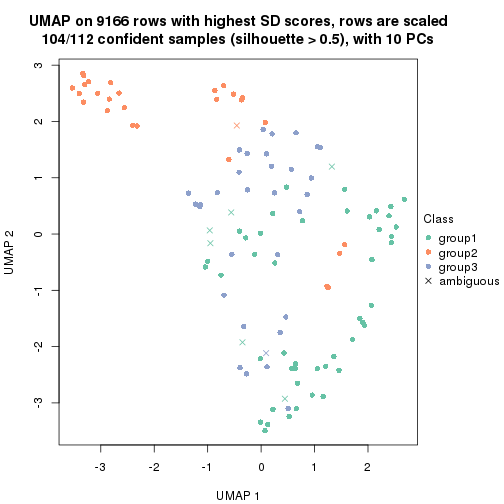 UMAP on 9166 rows with highest SD scores, rows are scaled
104/112 confident samples (silhouette > 0.5), with 10 PCs
3
2
1
0
-1
-2
-3
UMAP 2
-3
-2
-1
0
1
2
UMAP 1
Class
group1
group2
group3
ambiguous